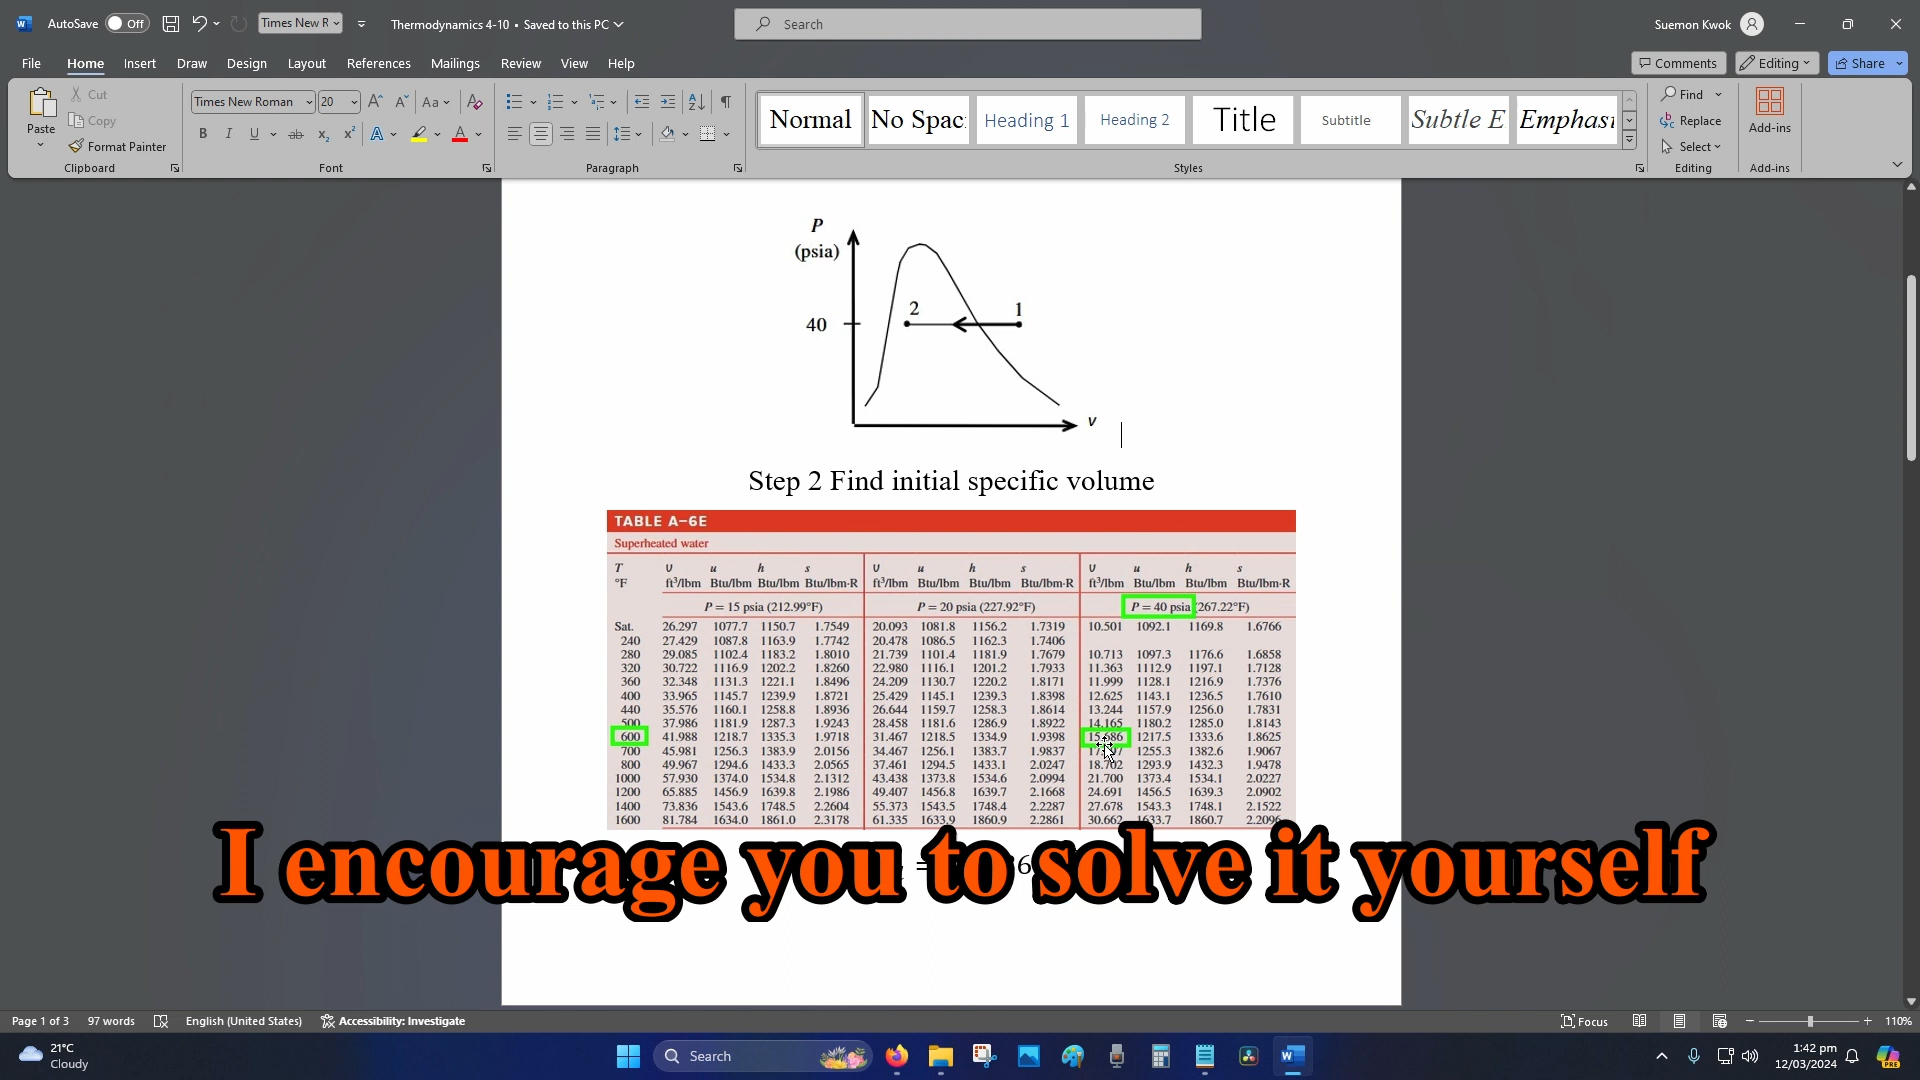 AutoSave Off Times New R Thermodynamics 4-10 • Saved to this PC Search Suemon Kwok
File Home Insert Draw Design Layout References Mailings Review View Help Comments Editing Share
Paste Cut Copy Format Painter Clipboard
Times New Roman 20 Font
Paragraph
Normal No Spac Heading 1 Heading 2 Title Subtitle Subtle E Emphasi Styles
Find Replace Select Editing
Add-ins Add-ins
P
(psia)
40
2 1
v
Step 2 Find initial specific volume
TABLE A–6E
Superheated water
T υ u h s υ u h s υ u h s
°F ft³/lbm Btu/lbm Btu/lbm Btu/lbm·R ft³/lbm Btu/lbm Btu/lbm Btu/lbm·R ft³/lbm Btu/lbm Btu/lbm Btu/lbm·R
P = 15 psia (212.99°F) P = 20 psia (227.92°F) P = 40 psia (267.22°F)
Sat. 26.297 1077.7 1150.7 1.7549 20.093 1081.8 1156.2 1.7319 10.501 1092.1 1169.8 1.6766
240 27.429 1087.8 1163.9 1.7742 20.478 1086.5 1162.3 1.7406
280 29.085 1102.4 1183.2 1.8010 21.739 1101.4 1181.9 1.7679 10.713 1097.3 1176.6 1.6858
320 30.722 1116.9 1202.2 1.8260 22.980 1116.1 1201.2 1.7933 11.363 1112.9 1197.1 1.7128
360 32.348 1131.3 1221.1 1.8496 24.209 1130.7 1220.2 1.8171 11.999 1128.1 1216.9 1.7376
400 33.965 1145.7 1239.9 1.8721 25.429 1145.1 1239.3 1.8398 12.625 1143.1 1236.5 1.7610
440 35.576 1160.1 1258.8 1.8936 26.644 1159.7 1258.3 1.8614 13.244 1157.9 1256.0 1.7831
500 37.986 1181.9 1287.3 1.9243 28.458 1181.6 1286.9 1.8922 14.165 1180.2 1285.0 1.8143
600 41.988 1218.7 1335.3 1.9718 31.467 1218.5 1334.9 1.9398 15.686 1217.5 1333.6 1.8625
700 45.981 1256.3 1383.9 2.0156 34.467 1256.1 1383.7 1.9837 1255.3 1382.6 1.9067
800 49.967 1294.6 1433.3 2.0565 37.461 1294.5 1433.1 2.0247 18.702 1293.9 1432.3 1.9478
1000 57.930 1374.0 1534.8 2.1312 43.438 1373.8 1534.6 2.0994 21.700 1373.4 1534.1 2.0227
1200 65.885 1456.9 1639.8 2.1986 49.407 1456.8 1639.7 2.1668 24.691 1456.5 1639.3 2.0902
1400 73.836 1543.6 1748.5 2.2604 55.373 1543.5 1748.4 2.2287 27.678 1543.3 1748.1 2.1522
1600 81.784 1634.0 1861.0 2.3178 61.335 1633.9 1860.9 2.2861 30.662 1633.7 1860.7 2.2096
I encourage you to solve it yourself
Page 1 of 3 97 words English (United States) Accessibility: Investigate Focus 110%
21°C
Cloudy
Search
1:42 pm
12/03/2024